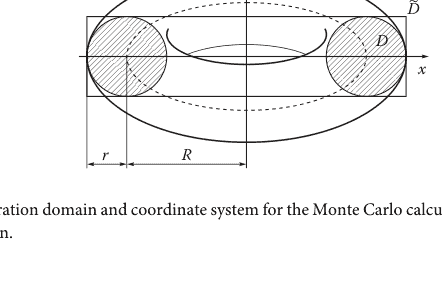 D̃
D
x
r
R
ration domain and coordinate system for the Monte Carlo calcu
n.